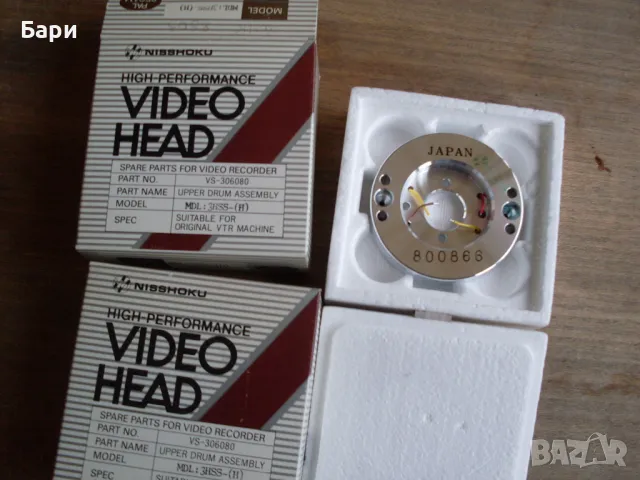 Бари
MODEL MDL:3HSS-(H)
NISSHOKU
HIGH-PERFORMANCE
VIDEO
HEAD
SPARE PARTS FOR VIDEO RECORDER
PART NO. VS-306080
PART NAME UPPER DRUM ASSEMBLY
MODEL MDL:3HSS-(H)
SPEC SUITABLE FOR
ORIGINAL VTR MACHINE
JAPAN
800866
NISSHOKU
HIGH-PERFORMANCE
VIDEO
HEAD
SPARE PARTS FOR VIDEO RECORDER
PART NO. VS-306080
PART NAME UPPER DRUM ASSEMBLY
MODEL MDL:3HSS-(H)
SPEC
BAZAR